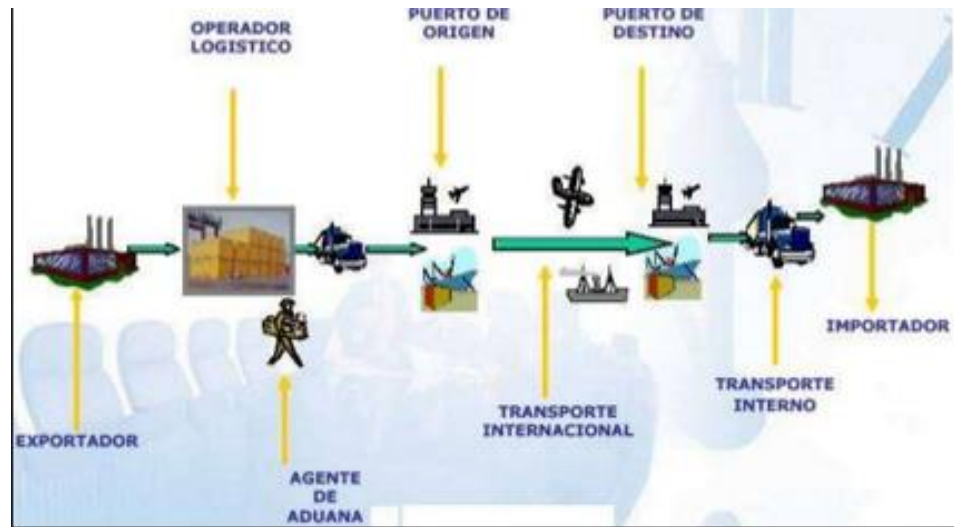 OPERADOR
LOGISTICO
PUERTO DE
ORIGEN
PUERTO DE
DESTINO
IMPORTADOR
TRANSPORTE
INTERNO
TRANSPORTE
INTERNACIONAL
EXPORTADOR
AGENTE
DE
ADUANA